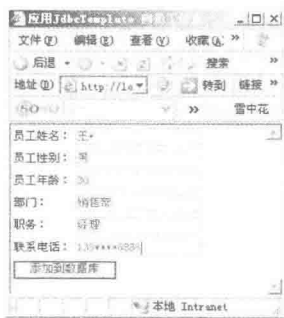 应用JdbcTemplate
文件(F) 编辑(E) 查看(V) 收藏(A) »
后退 搜索 »
地址(D) http://lo 转到 链接 »
» 雪中花
员工姓名： 王*
员工性别： 男
员工年龄： 30
部门： 销售部
职务： 经理
联系电话：
添加到数据库
本地 Intranet